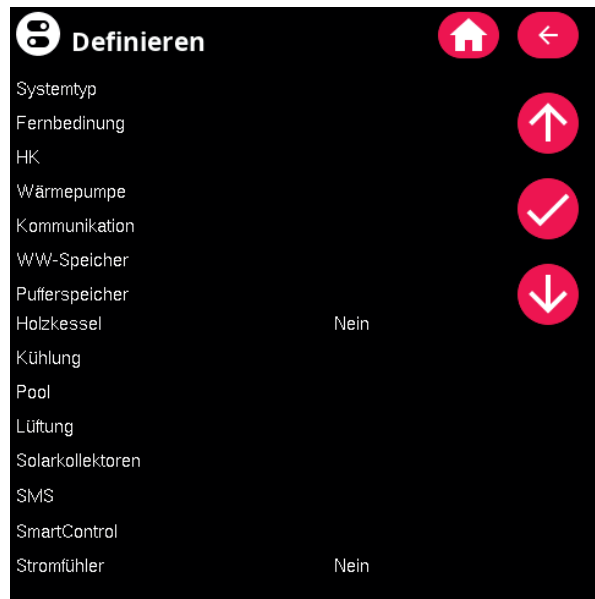 Definieren
Systemtyp
Fernbedinung
HK
Wärmepumpe
Kommunikation
WW-Speicher
Pufferspeicher
Holzkessel Nein
Kühlung
Pool
Lüftung
Solarkollektoren
SMS
SmartControl
Stromfühler Nein